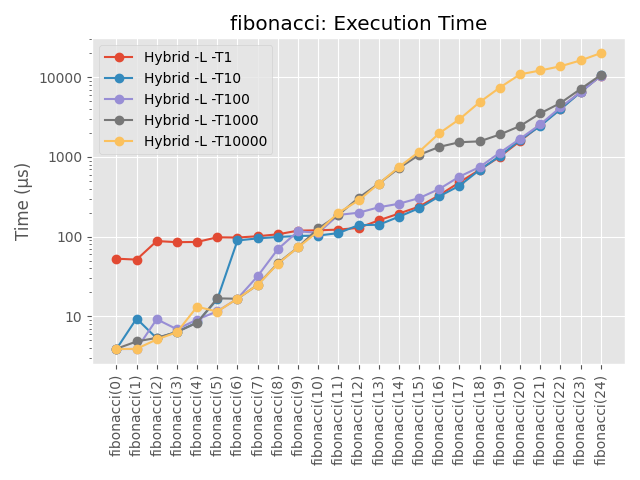 fibonacci: Execution Time
Hybrid -L -T1
Hybrid -L -T10
Hybrid -L -T100
Hybrid -L -T1000
Hybrid -L -T10000
Time (µs)
10000
1000
100
10
fibonacci(0)
fibonacci(1)
fibonacci(2)
fibonacci(3)
fibonacci(4)
fibonacci(5)
fibonacci(6)
fibonacci(7)
fibonacci(8)
fibonacci(9)
fibonacci(10)
fibonacci(11)
fibonacci(12)
fibonacci(13)
fibonacci(14)
fibonacci(15)
fibonacci(16)
fibonacci(17)
fibonacci(18)
fibonacci(19)
fibonacci(20)
fibonacci(21)
fibonacci(22)
fibonacci(23)
fibonacci(24)